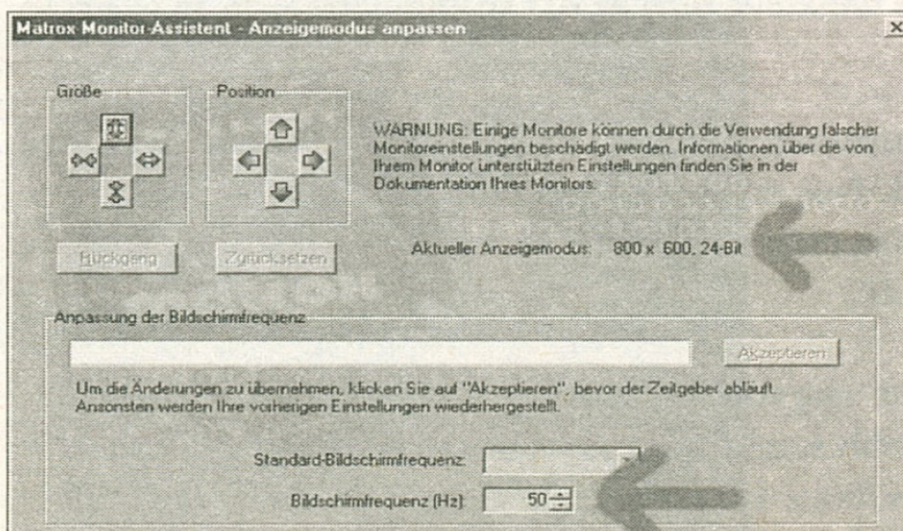 Matrox Monitor-Assistent - Anzeigemodus anpassen
Größe
Position
WARNUNG: Einige Monitore können durch die Verwendung falscher
Monitoreinstellungen beschädigt werden. Informationen über die von
Ihrem Monitor unterstützten Einstellungen finden Sie in der
Dokumentation Ihres Monitors.
Aktueller Anzeigemodus: 800 x 600, 24-Bit
Rückgäng
Zurücksetzen
Anpassung der Bildschirmfrequenz
Akzeptieren
Um die Änderungen zu übernehmen, klicken Sie auf "Akzeptieren", bevor der Zeitgeber abläuft.
Ansonsten werden Ihre vorherigen Einstellungen wiederhergestellt.
Standard-Bildschirmfrequenz:
Bildschirmfrequenz (Hz): 50